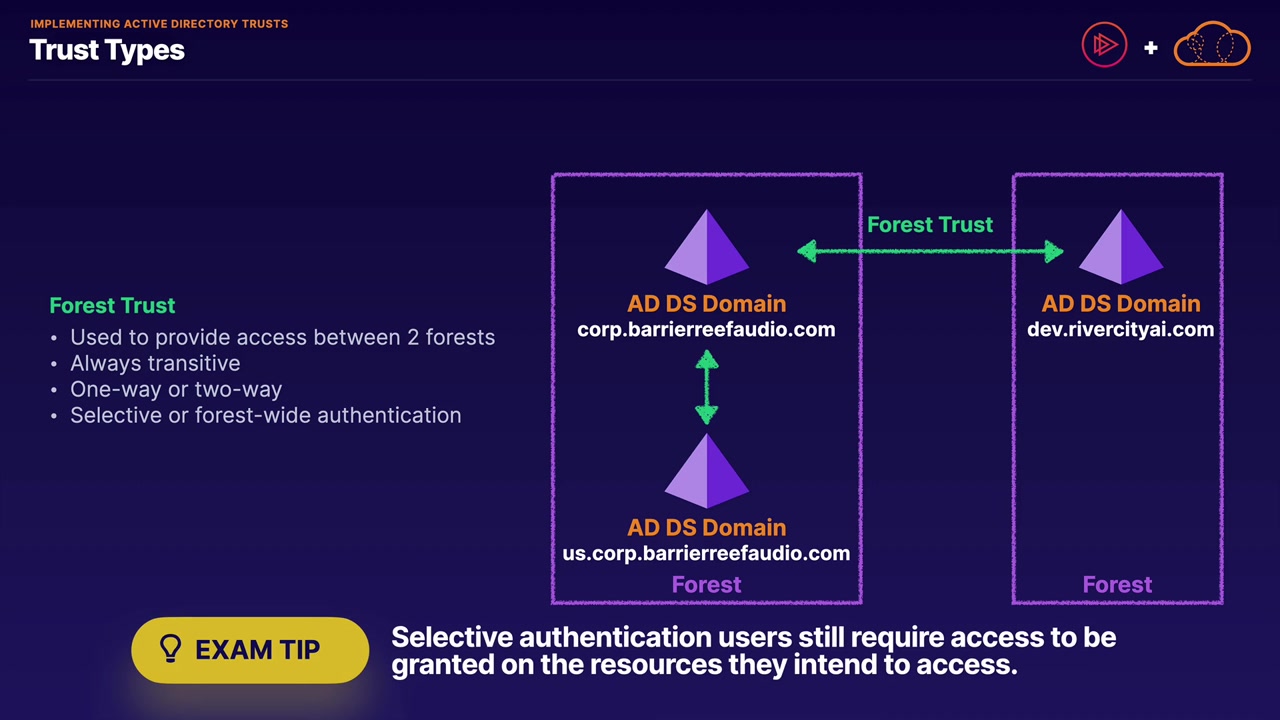 IMPLEMENTING ACTIVE DIRECTORY TRUSTS
Trust Types
+
Forest Trust
• Used to provide access between 2 forests
• Always transitive
• One-way or two-way
• Selective or forest-wide authentication
Forest Trust
AD DS Domain
corp.barrierreefaudio.com
AD DS Domain
dev.rivercityai.com
AD DS Domain
us.corp.barrierreefaudio.com
Forest
Forest
EXAM TIP
Selective authentication users still require access to be
granted on the resources they intend to access.